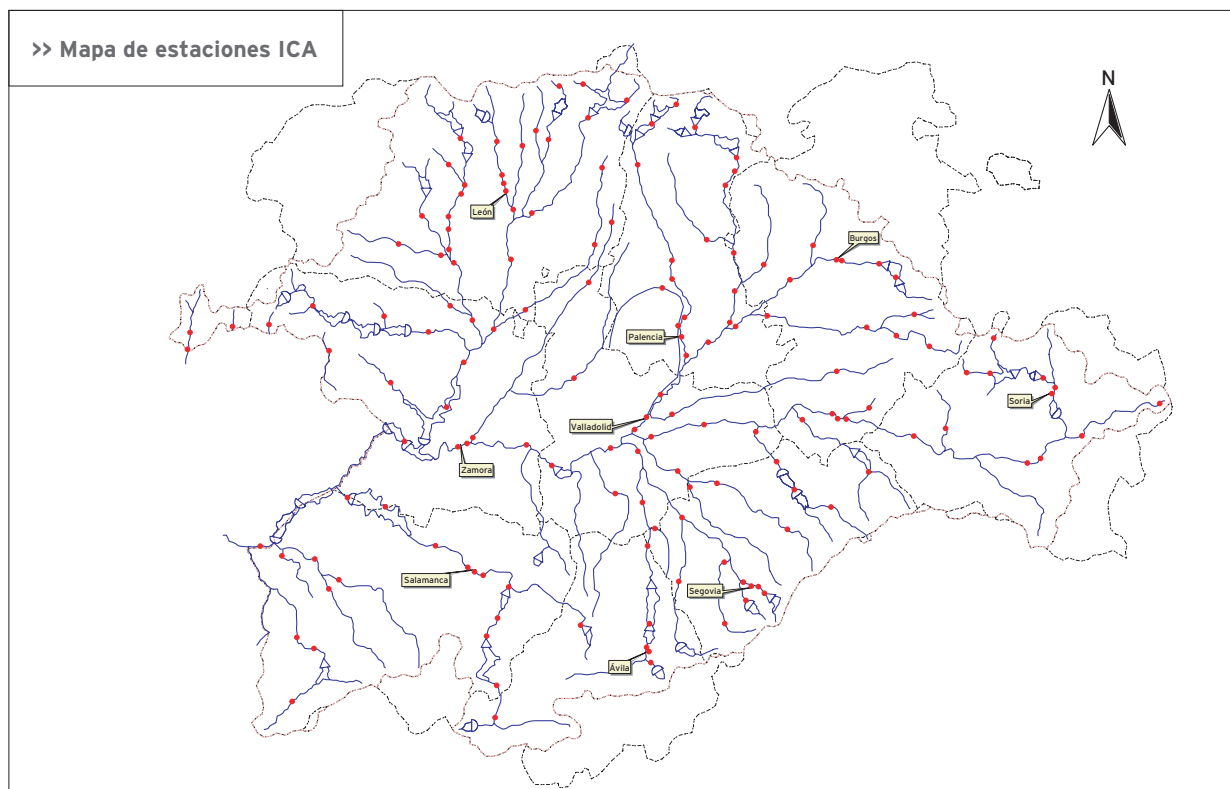 >> Mapa de estaciones ICA
N
León
Burgos
Palencia
Soria
Valladolid
Zamora
Salamanca
Segovia
Ávila